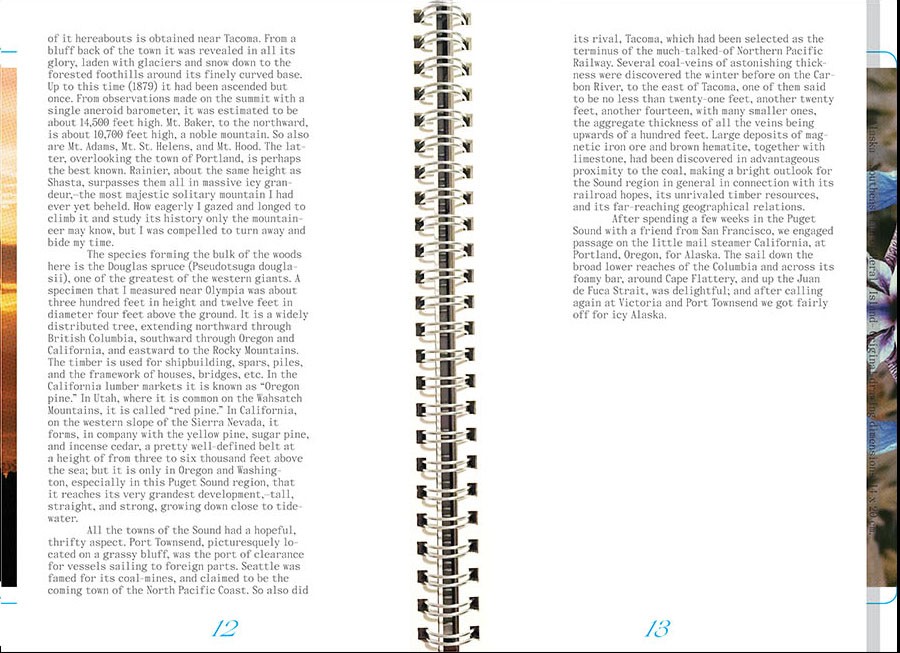 of it hereabouts is obtained near Tacoma. From a
bluff back of the town it was revealed in all its
glory, laden with glaciers and snow down to the
forested foothills around its finely curved base.
Up to this time (1879) it had been ascended but
once. From observations made on the summit with a
single aneroid barometer, it was estimated to be
about 14,500 feet high. Mt. Baker, to the northward,
is about 10,700 feet high, a noble mountain. So also
are Mt. Adams, Mt. St. Helens, and Mt. Hood. The lat-
ter, overlooking the town of Portland, is perhaps
the best known. Rainier, about the same height as
Shasta, surpasses them all in massive icy gran-
deur,-the most majestic solitary mountain I had
ever yet beheld. How eagerly I gazed and longed to
climb it and study its history only the mountain-
eer may know, but I was compelled to turn away and
bide my time.
The species forming the bulk of the woods
here is the Douglas spruce (Pseudotsuga dougla-
sii), one of the greatest of the western giants. A
specimen that I measured near Olympia was about
three hundred feet in height and twelve feet in
diameter four feet above the ground. It is a widely
distributed tree, extending northward through
British Columbia, southward through Oregon and
California, and eastward to the Rocky Mountains.
The timber is used for shipbuilding, spars, piles,
and the framework of houses, bridges, etc. In the
California lumber markets it is known as “Oregon
pine.” In Utah, where it is common on the Wahsatch
Mountains, it is called “red pine.” In California,
on the western slope of the Sierra Nevada, it
forms, in company with the yellow pine, sugar pine,
and incense cedar, a pretty well-defined belt at
a height of from three to six thousand feet above
the sea; but it is only in Oregon and Washing-
ton, especially in this Puget Sound region, that
it reaches its very grandest development,-tall,
straight, and strong, growing down close to tide-
water.
All the towns of the Sound had a hopeful,
thrifty aspect. Port Townsend, picturesquely lo-
cated on a grassy bluff, was the port of clearance
for vessels sailing to foreign parts. Seattle was
famed for its coal-mines, and claimed to be the
coming town of the North Pacific Coast. So also did
12
its rival, Tacoma, which had been selected as the
terminus of the much-talked-of Northern Pacific
Railway. Several coal-veins of astonishing thick-
ness were discovered the winter before on the Car-
bon River, to the east of Tacoma, one of them said
to be no less than twenty-one feet, another twenty
feet, another fourteen, with many smaller ones,
the aggregate thickness of all the veins being
upwards of a hundred feet. Large deposits of mag-
netic iron ore and brown hematite, together with
limestone, had been discovered in advantageous
proximity to the coal, making a bright outlook for
the Sound region in general in connection with its
railroad hopes, its unrivaled timber resources,
and its far-reaching geographical relations.
After spending a few weeks in the Puget
Sound with a friend from San Francisco, we engaged
passage on the little mail steamer California, at
Portland, Oregon, for Alaska. The sail down the
broad lower reaches of the Columbia and across its
foamy bar, around Cape Flattery, and up the Juan
de Fuca Strait, was delightful; and after calling
again at Victoria and Port Townsend we got fairly
off for icy Alaska.
13